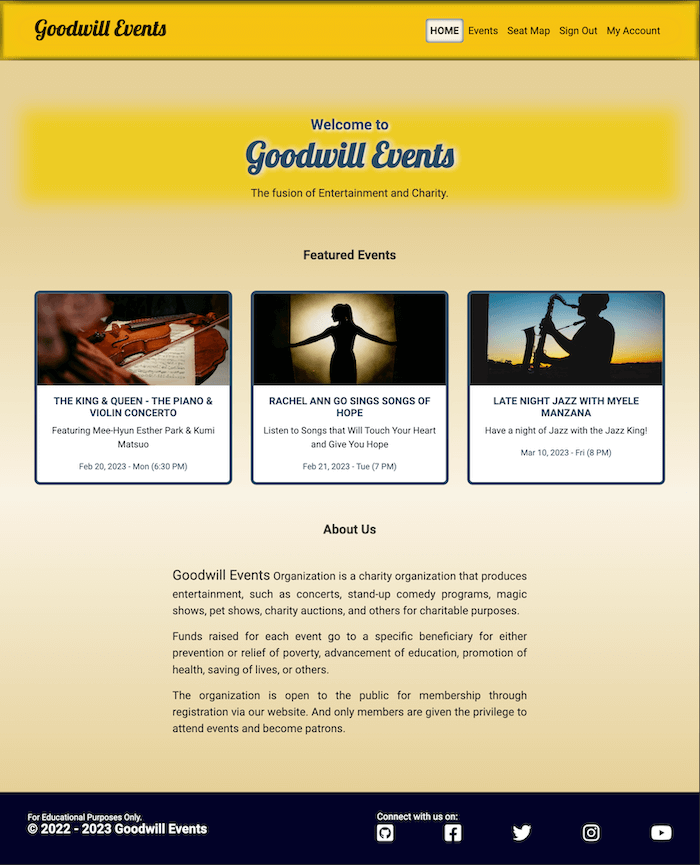 Goodwill Events
HOME Events Seat Map Sign Out My Account
Welcome to
Goodwill Events
The fusion of Entertainment and Charity.
Featured Events
THE KING & QUEEN - THE PIANO &
VIOLIN CONCERTO
Featuring Mee-Hyun Esther Park & Kumi
Matsuo
Feb 20, 2023 - Mon (6:30 PM)
RACHEL ANN GO SINGS SONGS OF
HOPE
Listen to Songs that Will Touch Your Heart
and Give You Hope
Feb 21, 2023 - Tue (7 PM)
LATE NIGHT JAZZ WITH MYELE
MANZANA
Have a night of Jazz with the Jazz King!
Mar 10, 2023 - Fri (8 PM)
About Us
Goodwill Events Organization is a charity organization that produces
entertainment, such as concerts, stand-up comedy programs, magic
shows, pet shows, charity auctions, and others for charitable purposes.
Funds raised for each event go to a specific beneficiary for either
prevention or relief of poverty, advancement of education, promotion of
health, saving of lives, or others.
The organization is open to the public for membership through
registration via our website. And only members are given the privilege to
attend events and become patrons.
For Educational Purposes Only.
© 2022 - 2023 Goodwill Events
Connect with us on: